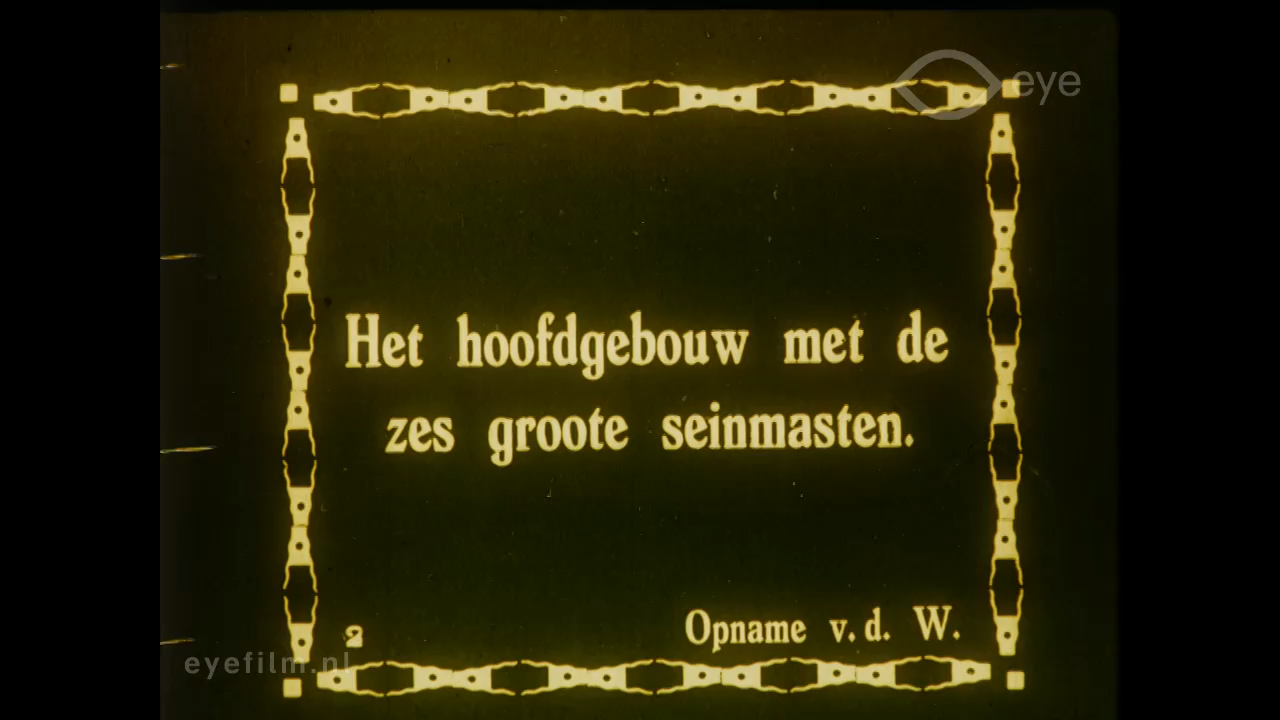 eye
Het hoofdgebouw met de
zes groote seinmasten.
2
Opname v. d. W.
eyefilm.nl